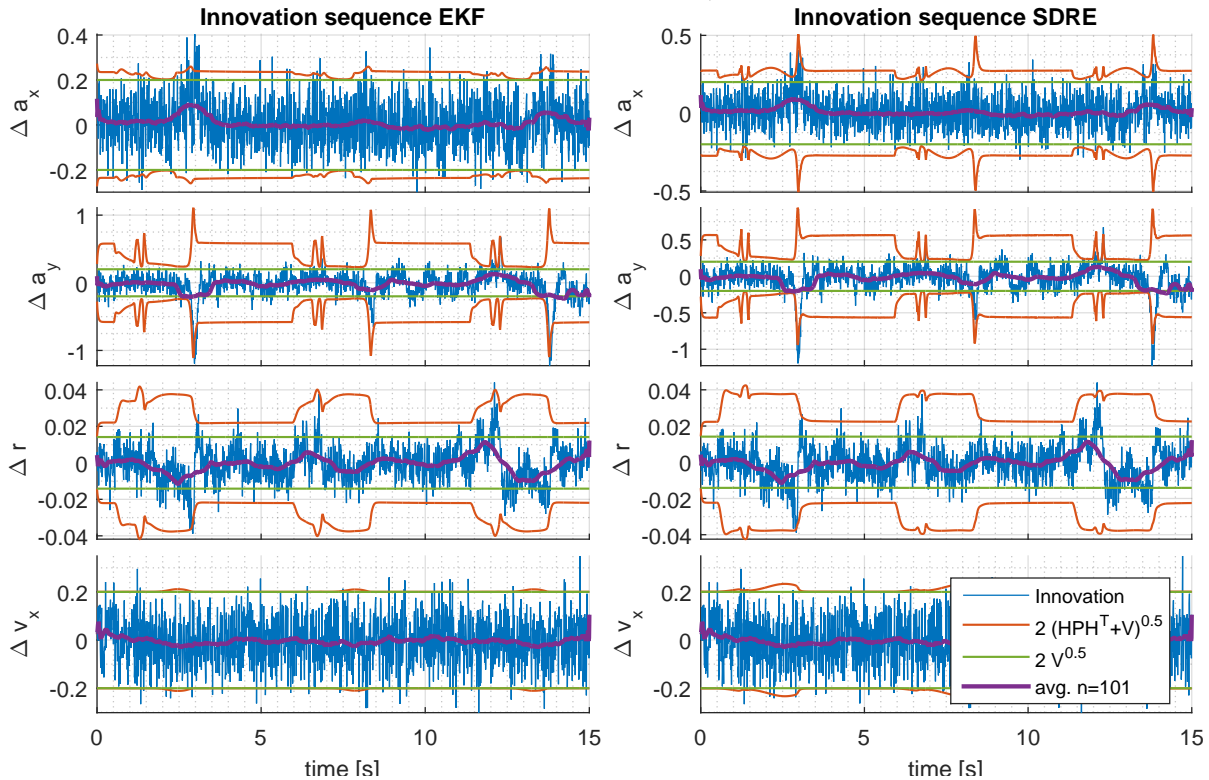 Innovation sequence EKF
0.4
0.2
0
-0.2
Δ a_x
1
0
-1
Δ a_y
0.04
0.02
0
-0.02
-0.04
Δ r
0.2
0
-0.2
Δ v_x
0 5 10 15
time [s]
Innovation sequence SDRE
0.5
0
-0.5
Δ a_x
0.5
0
-0.5
-1
Δ a_y
0.04
0.02
0
-0.02
-0.04
Δ r
0.2
0
-0.2
Δ v_x
Innovation
2 (HPH^T+V)^0.5
2 V^0.5
avg. n=101
0 5 10 15
time [s]